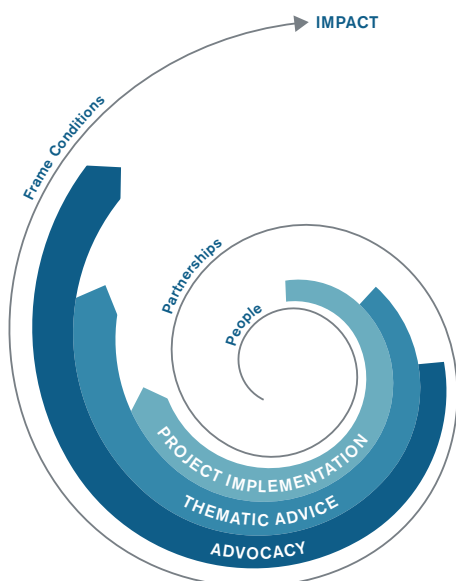 IMPACT
Frame Conditions
Partnerships
People
PROJECT IMPLEMENTATION
THEMATIC ADVICE
ADVOCACY